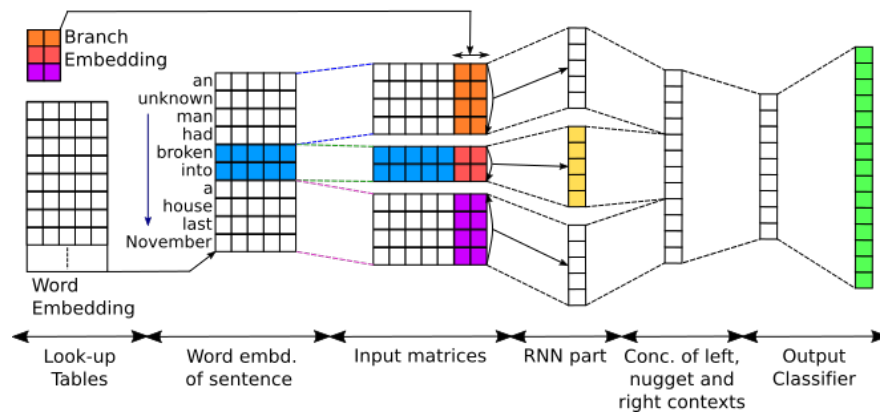 Branch
Embedding
an
unknown
man
had
broken
into
a
house
last
November
Word
Embedding
Look-up
Tables
Word embd.
of sentence
Input matrices
RNN part
Conc. of left,
nugget and
right contexts
Output
Classifier